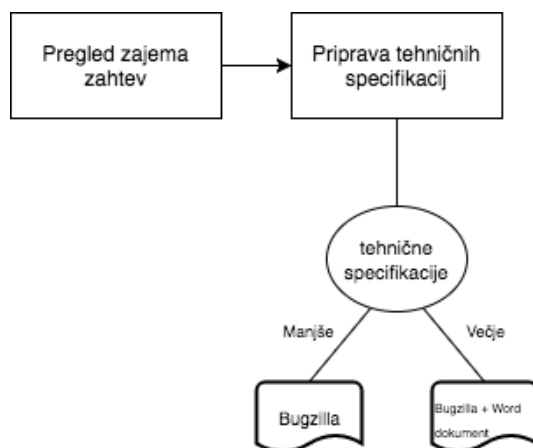 Pregled zajema
zahtev
Priprava tehničnih
specifikacij
tehnične
specifikacije
Manjše
Večje
Bugzilla
Bugzilla + Word
dokument